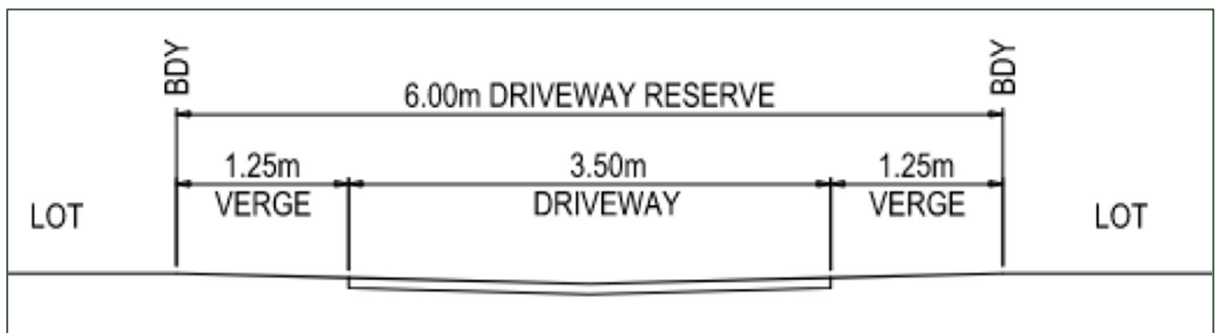 BDY
BDY
6.00m DRIVEWAY RESERVE
1.25m
3.50m
1.25m
VERGE
DRIVEWAY
VERGE
LOT
LOT